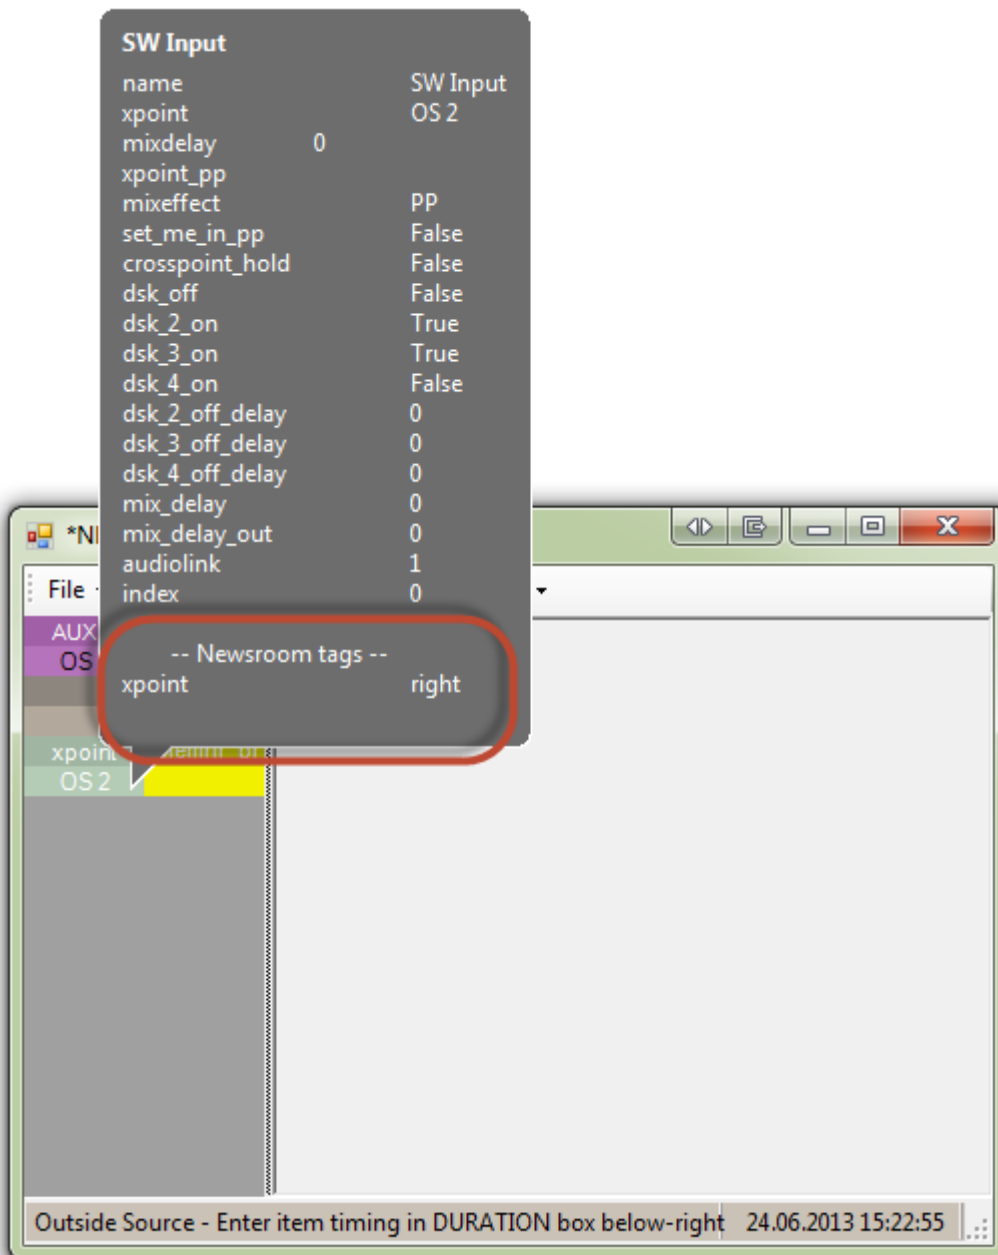 SW Input
name SW Input
xpoint OS 2
mixdelay 0
xpoint_pp
mixeffect PP
set_me_in_pp False
crosspoint_hold False
dsk_off False
dsk_2_on True
dsk_3_on True
dsk_4_on False
dsk_2_off_delay 0
dsk_3_off_delay 0
dsk_4_off_delay 0
mix_delay 0
mix_delay_out 0
audiolink 1
index 0
-- Newsroom tags --
xpoint right
*NI
File
AUX
OS
xpoint
OS 2
Outside Source - Enter item timing in DURATION box below-right 24.06.2013 15:22:55